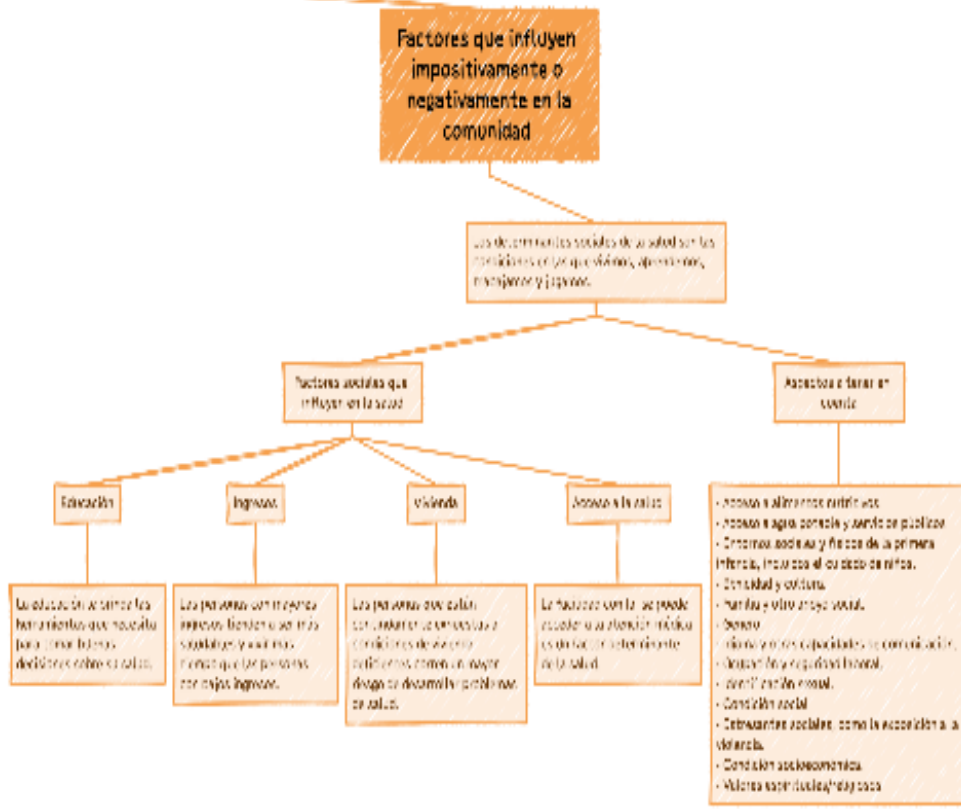 Factores que influyen
impositivamente o
negativamente en la
comunidad
Los determinantes sociales de la salud son las
condiciones en las que vivimos, aprendemos,
trabajamos y jugamos.
Factores sociales que
influyen en la salud
Aspectos a tener en
cuenta
Educación
Ingresos
Vivienda
Acceso a la salud
La educación le brinda las
herramientas que necesita
para tomar buenas
decisiones sobre su salud.
Las personas con mayores
ingresos tienden a ser más
saludables y vivir más
tiempo que las personas
con bajos ingresos.
Las personas que están
continuamente expuestas a
condiciones de vivienda
deficientes corren un mayor
riesgo de desarrollar problemas
de salud.
La facilidad con la se puede
acceder a la atención médica
es un factor determinante
de la salud
- Acceso a alimentos nutritivos
- Acceso a agua potable y servicios públicos
- Entornos sociales y físicos de la primera
infancia, incluidos el cuidado de niños.
- Etnicidad y cultura.
- Familia y otro apoyo social.
- Género
- Idioma y otras capacidades de comunicación.
- Ocupación y seguridad laboral.
- Identificación sexual.
- Condición social
- Estresantes sociales, como la exposición a la
violencia.
- Condición socioeconómica
- Valores espirituales/religiosos